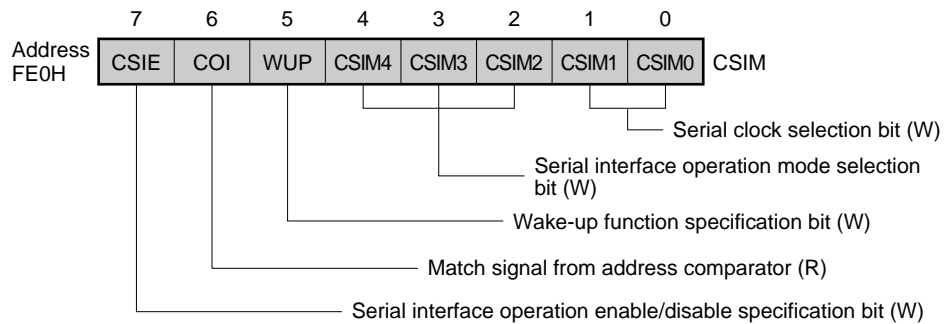 7 6 5 4 3 2 1 0
Address
FE0H
CSIE COI WUP CSIM4 CSIM3 CSIM2 CSIM1 CSIM0 CSIM
Serial clock selection bit (W)
Serial interface operation mode selection
bit (W)
Wake-up function specification bit (W)
Match signal from address comparator (R)
Serial interface operation enable/disable specification bit (W)